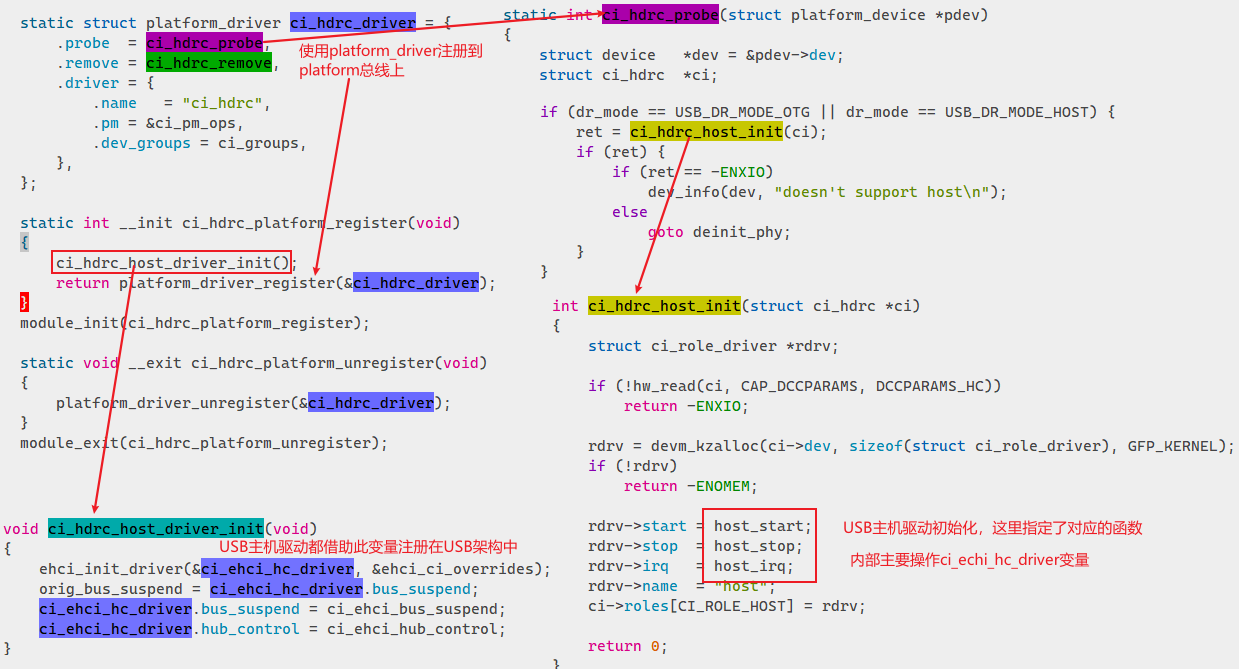 static struct platform_driver ci_hdrc_driver = {
    .probe  = ci_hdrc_probe,
    .remove = ci_hdrc_remove,
    .driver = {
        .name   = "ci_hdrc",
        .pm = &ci_pm_ops,
        .dev_groups = ci_groups,
    },
};
使用platform_driver注册到
platform总线上
static int __init ci_hdrc_platform_register(void)
{
    ci_hdrc_host_driver_init();
    return platform_driver_register(&ci_hdrc_driver);
}
module_init(ci_hdrc_platform_register);
static void __exit ci_hdrc_platform_unregister(void)
{
    platform_driver_unregister(&ci_hdrc_driver);
}
module_exit(ci_hdrc_platform_unregister);
void ci_hdrc_host_driver_init(void)
{
USB主机驱动都借助此变量注册在USB架构中
    ehci_init_driver(&ci_ehci_hc_driver, &ehci_ci_overrides);
    orig_bus_suspend = ci_ehci_hc_driver.bus_suspend;
    ci_ehci_hc_driver.bus_suspend = ci_ehci_bus_suspend;
    ci_ehci_hc_driver.hub_control = ci_ehci_hub_control;
}
static int ci_hdrc_probe(struct platform_device *pdev)
{
    struct device   *dev = &pdev->dev;
    struct ci_hdrc  *ci;
    if (dr_mode == USB_DR_MODE_OTG || dr_mode == USB_DR_MODE_HOST) {
        ret = ci_hdrc_host_init(ci);
        if (ret) {
            if (ret == -ENXIO)
                dev_info(dev, "doesn't support host\n");
            else
                goto deinit_phy;
        }
    }
int ci_hdrc_host_init(struct ci_hdrc *ci)
{
    struct ci_role_driver *rdrv;
    if (!hw_read(ci, CAP_DCCPARAMS, DCCPARAMS_HC))
        return -ENXIO;
    rdrv = devm_kzalloc(ci->dev, sizeof(struct ci_role_driver), GFP_KERNEL);
    if (!rdrv)
        return -ENOMEM;
    rdrv->start = host_start;
    rdrv->stop  = host_stop;
    rdrv->irq   = host_irq;
    rdrv->name  = "host";
    ci->roles[CI_ROLE_HOST] = rdrv;
    return 0;
}
USB主机驱动初始化，这里指定了对应的函数
内部主要操作ci_echi_hc_driver变量